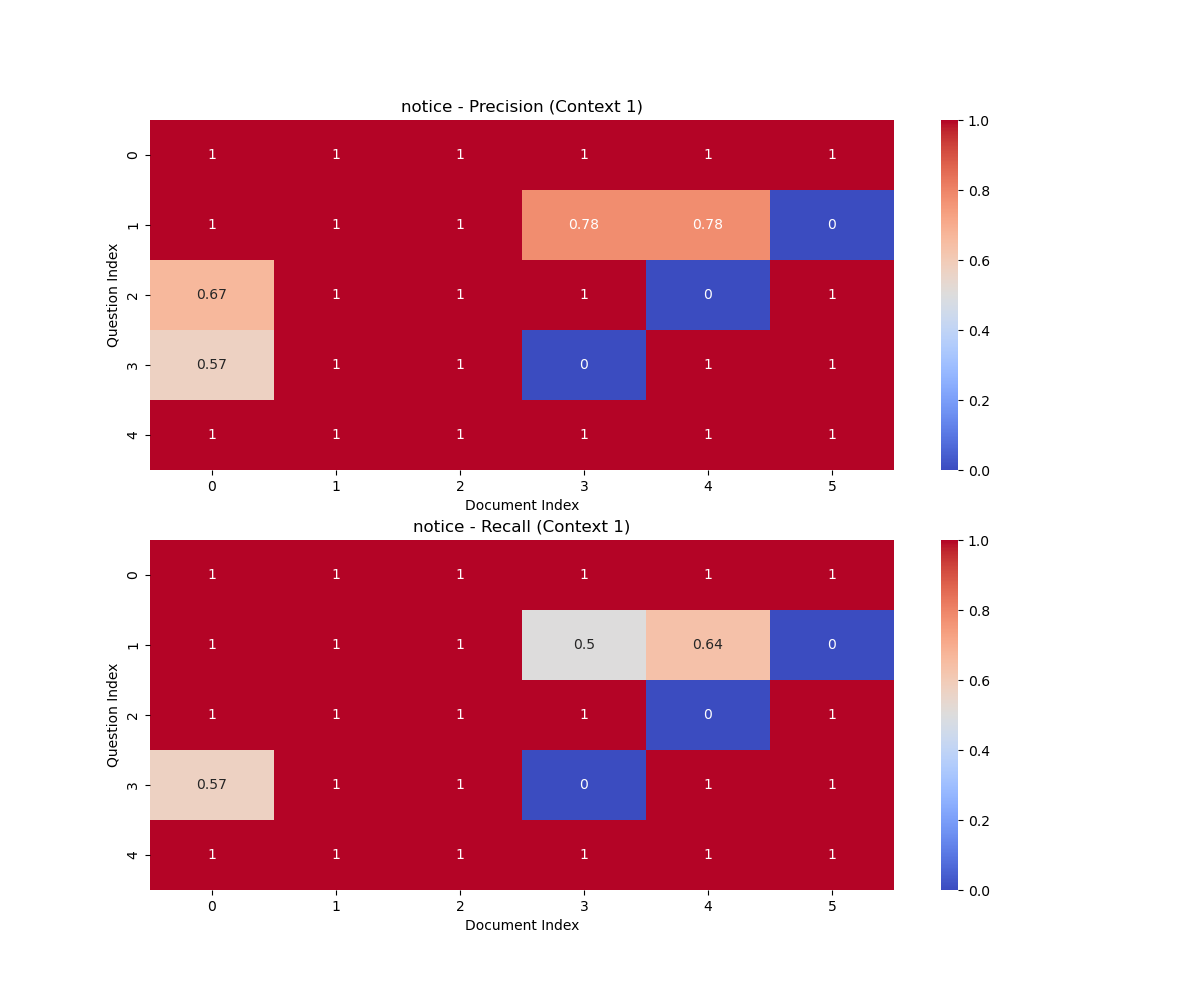 notice - Precision (Context 1)
0 1 1 1 1 1 1
1 1 1 1 0.78 0.78 0
2 0.67 1 1 1 0 1
3 0.57 1 1 0 1 1
4 1 1 1 1 1 1
Question Index
0 1 2 3 4 5
Document Index
1.0
0.8
0.6
0.4
0.2
0.0
notice - Recall (Context 1)
0 1 1 1 1 1 1
1 1 1 1 0.5 0.64 0
2 1 1 1 1 0 1
3 0.57 1 1 0 1 1
4 1 1 1 1 1 1
Question Index
0 1 2 3 4 5
Document Index
1.0
0.8
0.6
0.4
0.2
0.0